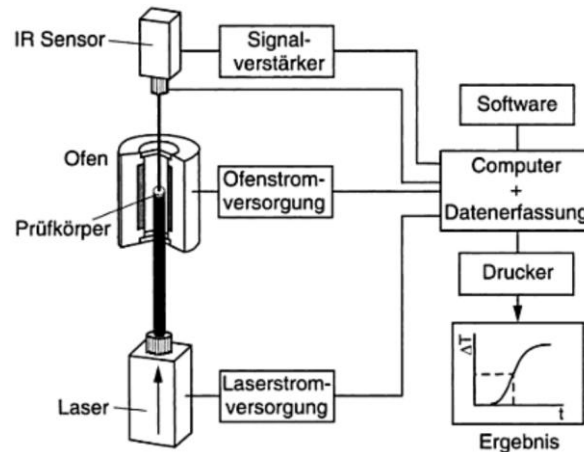 IR Sensor
Signal-
verstärker
Software
Ofen
Computer
+
Datenerfassung
Ofenstrom-
versorgung
Prüfkörper
Drucker
ΔT
t
Laserstrom-
versorgung
Laser
Ergebnis